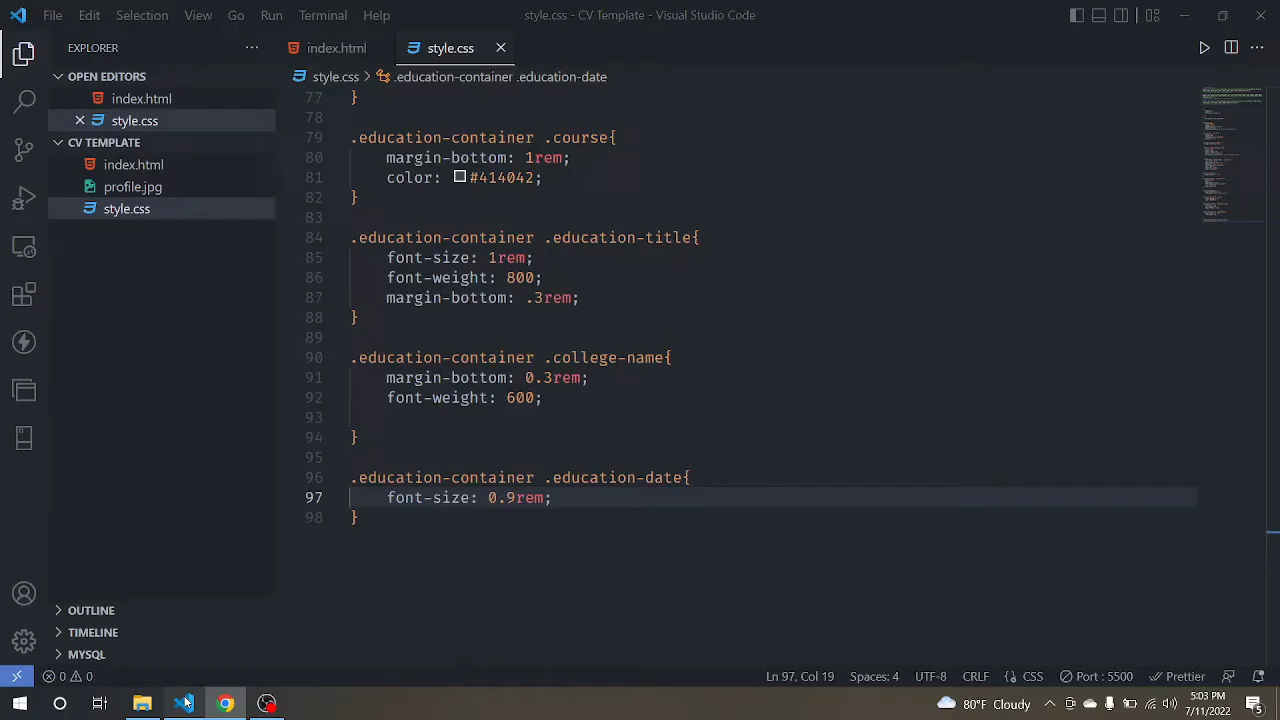 File Edit Selection View Go Run Terminal Help
style.css - CV Template - Visual Studio Code
EXPLORER
index.html
style.css
OPEN EDITORS
style.css > .education-container .education-date
index.html
style.css
CV TEMPLATE
index.html
profile.jpg
style.css
77 }
78
79 .education-container .course{
80 margin-bottom: 1rem;
81 color: #414042;
82 }
83
84 .education-container .education-title{
85 font-size: 1rem;
86 font-weight: 800;
87 margin-bottom: .3rem;
88 }
89
90 .education-container .college-name{
91 margin-bottom: 0.3rem;
92 font-weight: 600;
93
94 }
95
96 .education-container .education-date{
97 font-size: 0.9rem;
98 }
OUTLINE
TIMELINE
MYSQL
0 0
Ln 97, Col 19 Spaces: 4 UTF-8 CRLF CSS Port : 5500 Prettier
80°F Cloudy
5:03 PM
7/11/2022
5